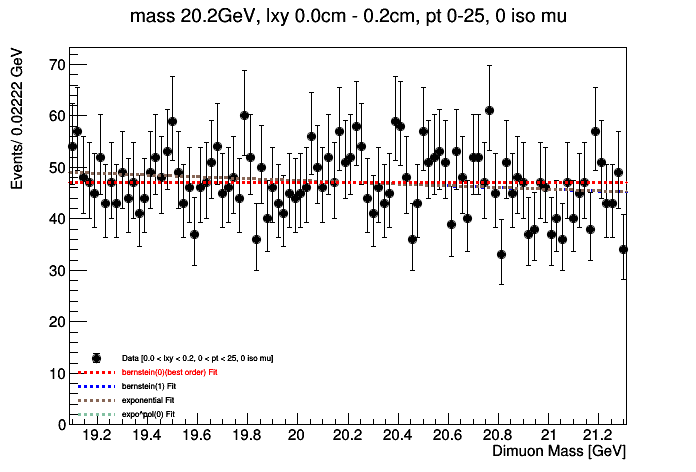 mass 20.2GeV, lxy 0.0cm - 0.2cm, pt 0-25, 0 iso mu
Events/ 0.02222 GeV
70
60
50
40
30
20
10
0
Data [0.0 < lxy < 0.2, 0 < pt < 25, 0 iso mu]
bernstein(0)(best order) Fit
bernstein(1) Fit
exponential Fit
expo*pol(0) Fit
19.2 19.4 19.6 19.8 20 20.2 20.4 20.6 20.8 21 21.2
Dimuon Mass [GeV]